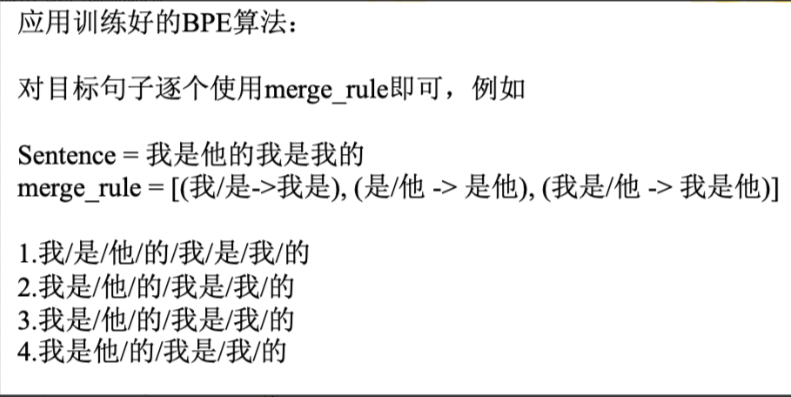 应用训练好的BPE算法：
对目标句子逐个使用merge_rule即可，例如
Sentence = 我是他的我是我的
merge_rule = [(我/是->我是), (是/他 -> 是他), (我是/他 -> 我是他)]
1.我/是/他/的/我/是/我/的
2.我是/他/的/我是/我/的
3.我是/他/的/我是/我/的
4.我是他/的/我是/我/的